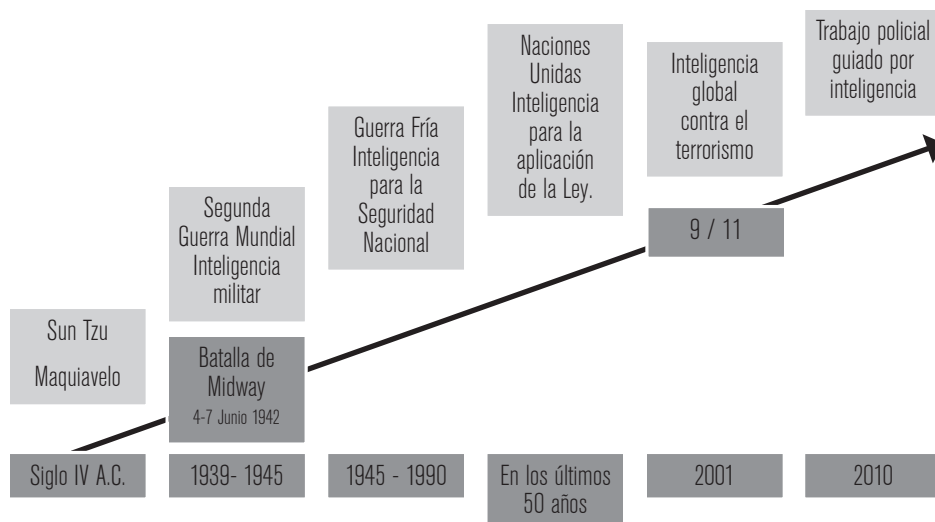 Sun Tzu
Maquiavelo
Siglo IV A.C.
Segunda
Guerra Mundial
Inteligencia
militar
Batalla de
Midway
4-7 Junio 1942
1939- 1945
Guerra Fría
Inteligencia
para la
Seguridad
Nacional
1945 - 1990
Naciones
Unidas
Inteligencia
para la
aplicación
de la Ley.
En los últimos
50 años
Inteligencia
global
contra el
terrorismo
9 / 11
2001
Trabajo policial
guiado por
inteligencia
2010